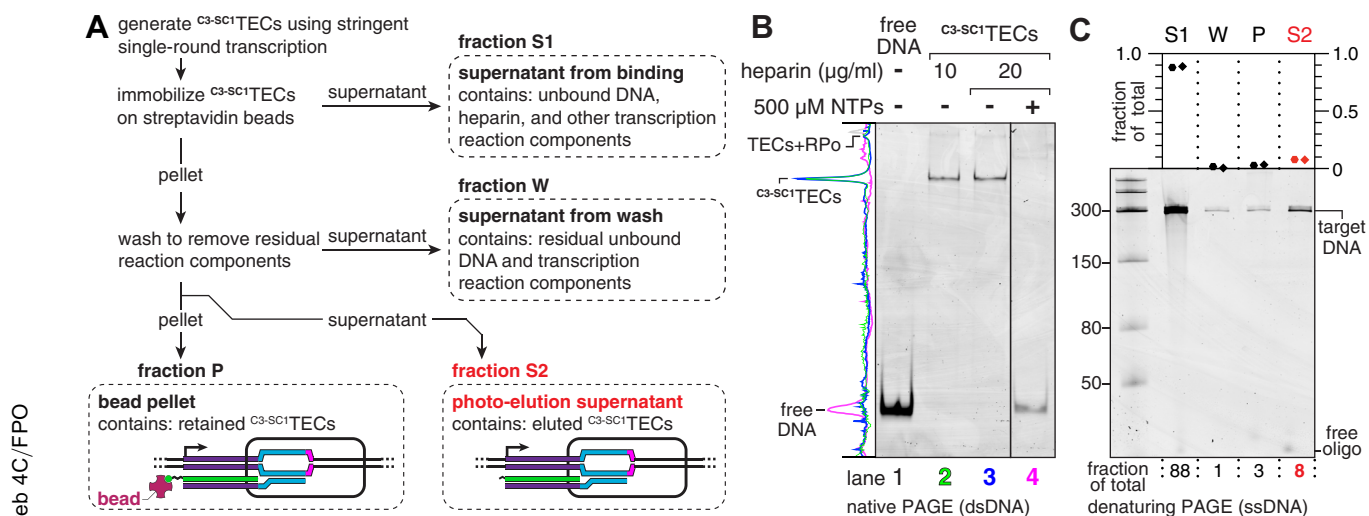 A
generate C3-SC1TECs using stringent
single-round transcription
immobilize C3-SC1TECs
on streptavidin beads
supernatant
fraction S1
supernatant from binding
contains: unbound DNA,
heparin, and other transcription
reaction components
pellet
wash to remove residual
reaction components
supernatant
fraction W
supernatant from wash
contains: residual unbound
DNA and transcription
reaction components
pellet
supernatant
fraction P
bead pellet
contains: retained C3-SC1TECs
bead
fraction S2
photo-elution supernatant
contains: eluted C3-SC1TECs
eb 4C/FPO
B
free
DNA
C3-SC1TECs
heparin (µg/ml) - 10 20
500 µM NTPs - - - +
TECs+RPo
C3-SC1TECs
free
DNA
lane 1 2 3 4
native PAGE (dsDNA)
C
S1 W P S2
fraction
of total
1.0
0.5
0
1.0
0.5
0
300
150
80
50
target
DNA
free
oligo
fraction
of total
88 1 3 8
denaturing PAGE (ssDNA)